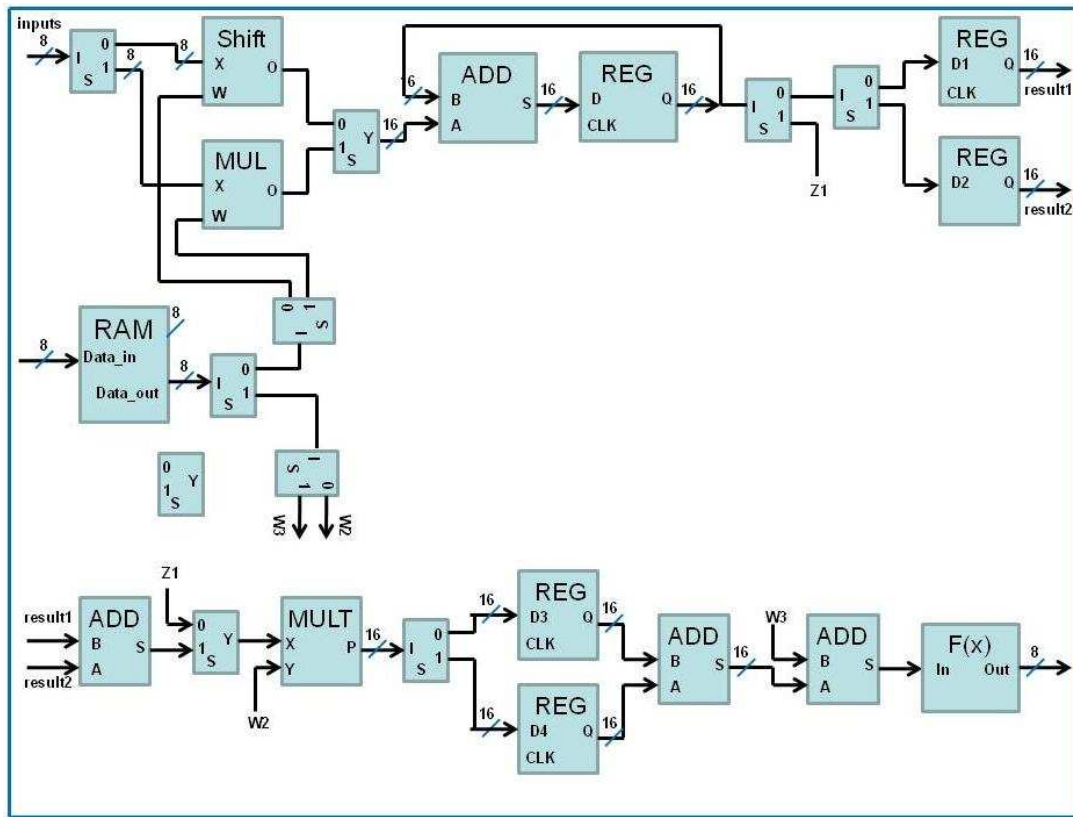 inputs
8
I
S
0
1
8
8
Shift
X
W
O
MUL
X
W
O
0
1
S
Y
16
16
ADD
B
A
S
16
REG
D
CLK
Q
16
I
S
0
1
Z1
I
S
0
1
REG
D1
CLK
Q
16
result1
REG
D2
Q
16
result2
0
1
I
S
8
RAM
8
Data_in
Data_out
8
I
S
0
1
I
S
1
0
W3
W2
0
1
S
Y
result1
result2
ADD
B
A
S
Z1
0
1
S
Y
W2
MULT
X
Y
P
16
I
S
0
1
16
16
REG
D3
CLK
Q
16
REG
D4
CLK
Q
16
ADD
B
A
S
16
W3
ADD
B
A
S
F(x)
In
Out
8